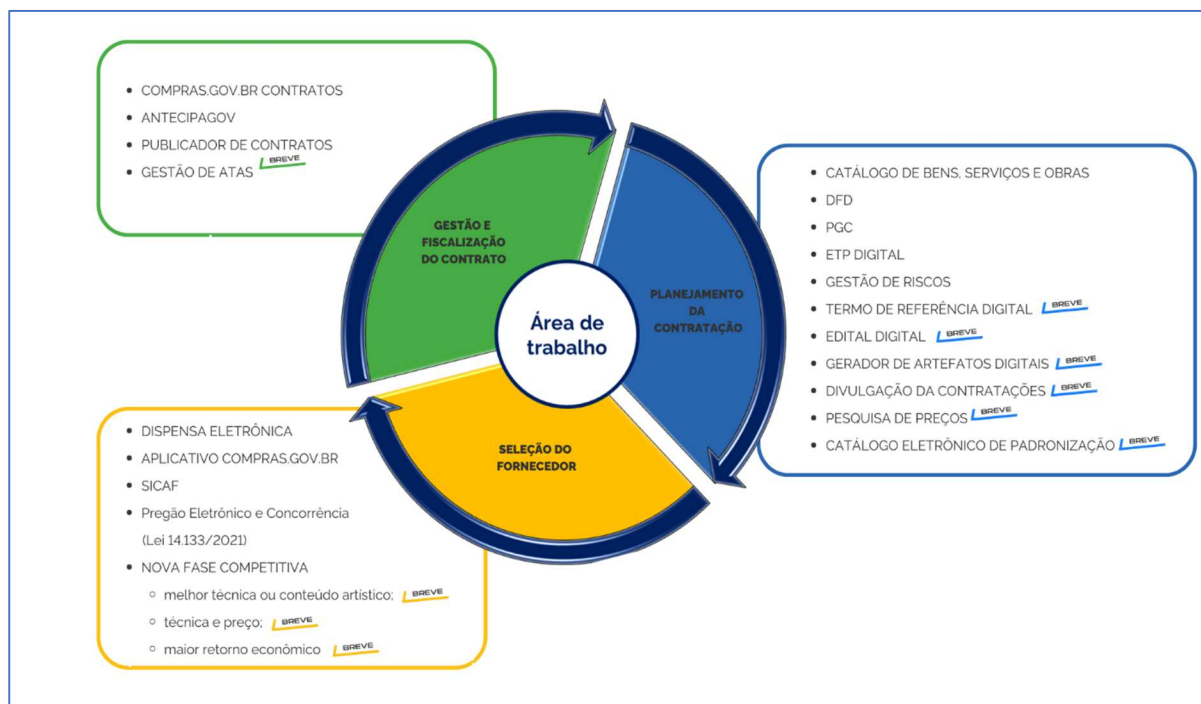 COMPRAS.GOV.BR CONTRATOS
ANTECIPAGOV
PUBLICADOR DE CONTRATOS
GESTÃO DE ATAS BREVE
GESTÃO E
FISCALIZAÇÃO
DO CONTRATO
PLANEJAMENTO
DA
CONTRATAÇÃO
Área de
trabalho
SELEÇÃO DO
FORNECEDOR
CATÁLOGO DE BENS, SERVIÇOS E OBRAS
DFD
PGC
ETP DIGITAL
GESTÃO DE RISCOS
TERMO DE REFERÊNCIA DIGITAL BREVE
EDITAL DIGITAL BREVE
GERADOR DE ARTEFATOS DIGITAIS BREVE
DIVULGAÇÃO DA CONTRATAÇÕES BREVE
PESQUISA DE PREÇOS BREVE
CATÁLOGO ELETRÔNICO DE PADRONIZAÇÃO BREVE
DISPENSA ELETRÔNICA
APLICATIVO COMPRAS.GOV.BR
SICAF
Pregão Eletrônico e Concorrência
(Lei 14.133/2021)
NOVA FASE COMPETITIVA
melhor técnica ou conteúdo artístico; BREVE
técnica e preço; BREVE
maior retorno econômico BREVE